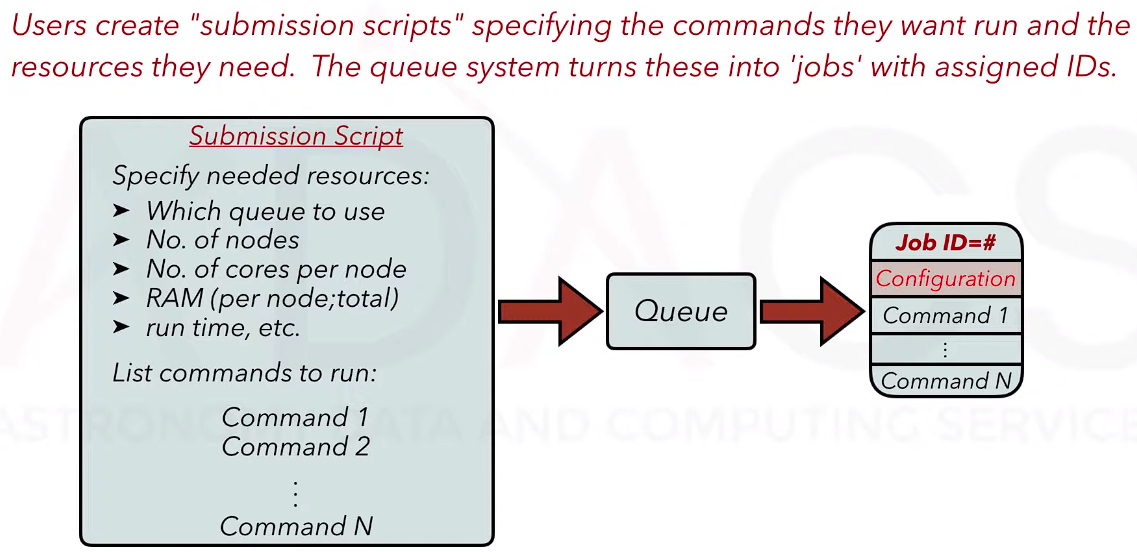 Users create "submission scripts" specifying the commands they want run and the
resources they need. The queue system turns these into 'jobs' with assigned IDs.
Submission Script
Specify needed resources:
➤ Which queue to use
➤ No. of nodes
➤ No. of cores per node
➤ RAM (per node;total)
➤ run time, etc.
List commands to run:
Command 1
Command 2
⋮
Command N
Queue
Job ID=#
Configuration
Command 1
⋮
Command N
ADACS
ASTRONOMY DATA AND COMPUTING SERVICE